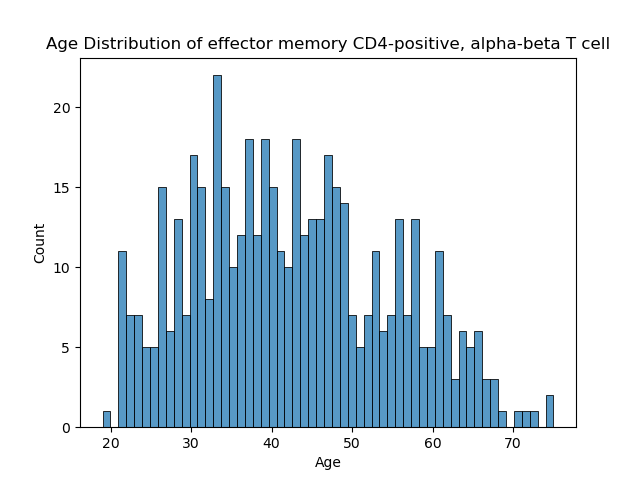 Age Distribution of effector memory CD4-positive, alpha-beta T cell
20
15
10
5
0
Count
20 30 40 50 60 70
Age